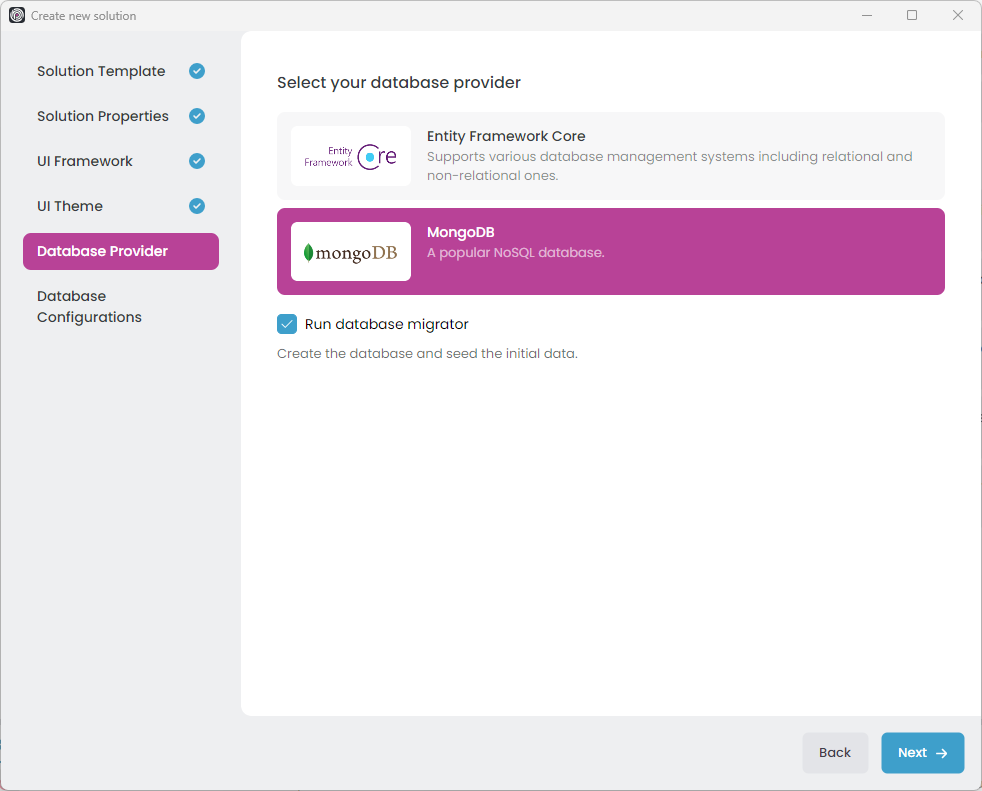 Create new solution
Solution Template
Solution Properties
UI Framework
UI Theme
Database Provider
Database
Configurations
Select your database provider
Entity
Framework Core
Entity Framework Core
Supports various database management systems including relational and
non-relational ones.
mongoDB
MongoDB
A popular NoSQL database.
Run database migrator
Create the database and seed the initial data.
Back
Next